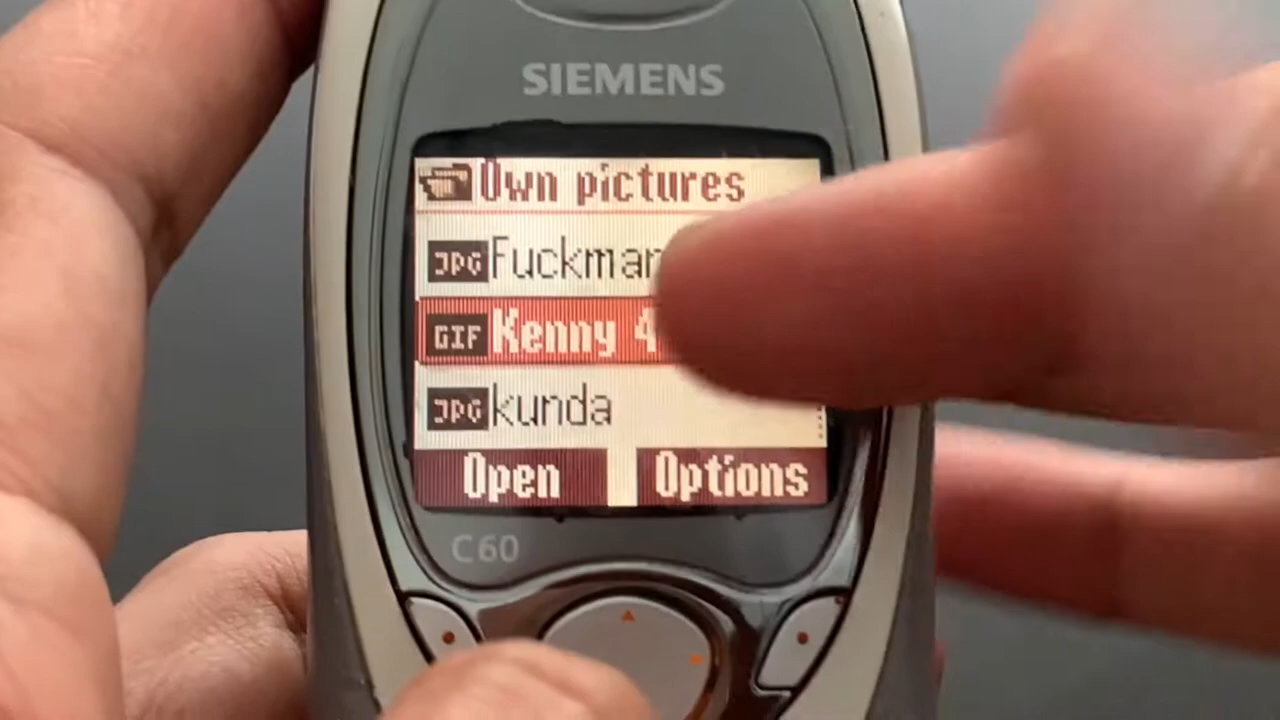 SIEMENS
Own pictures
JPG Fuckman
GIF Kenny 4
JPG kunda
Open Options
C60